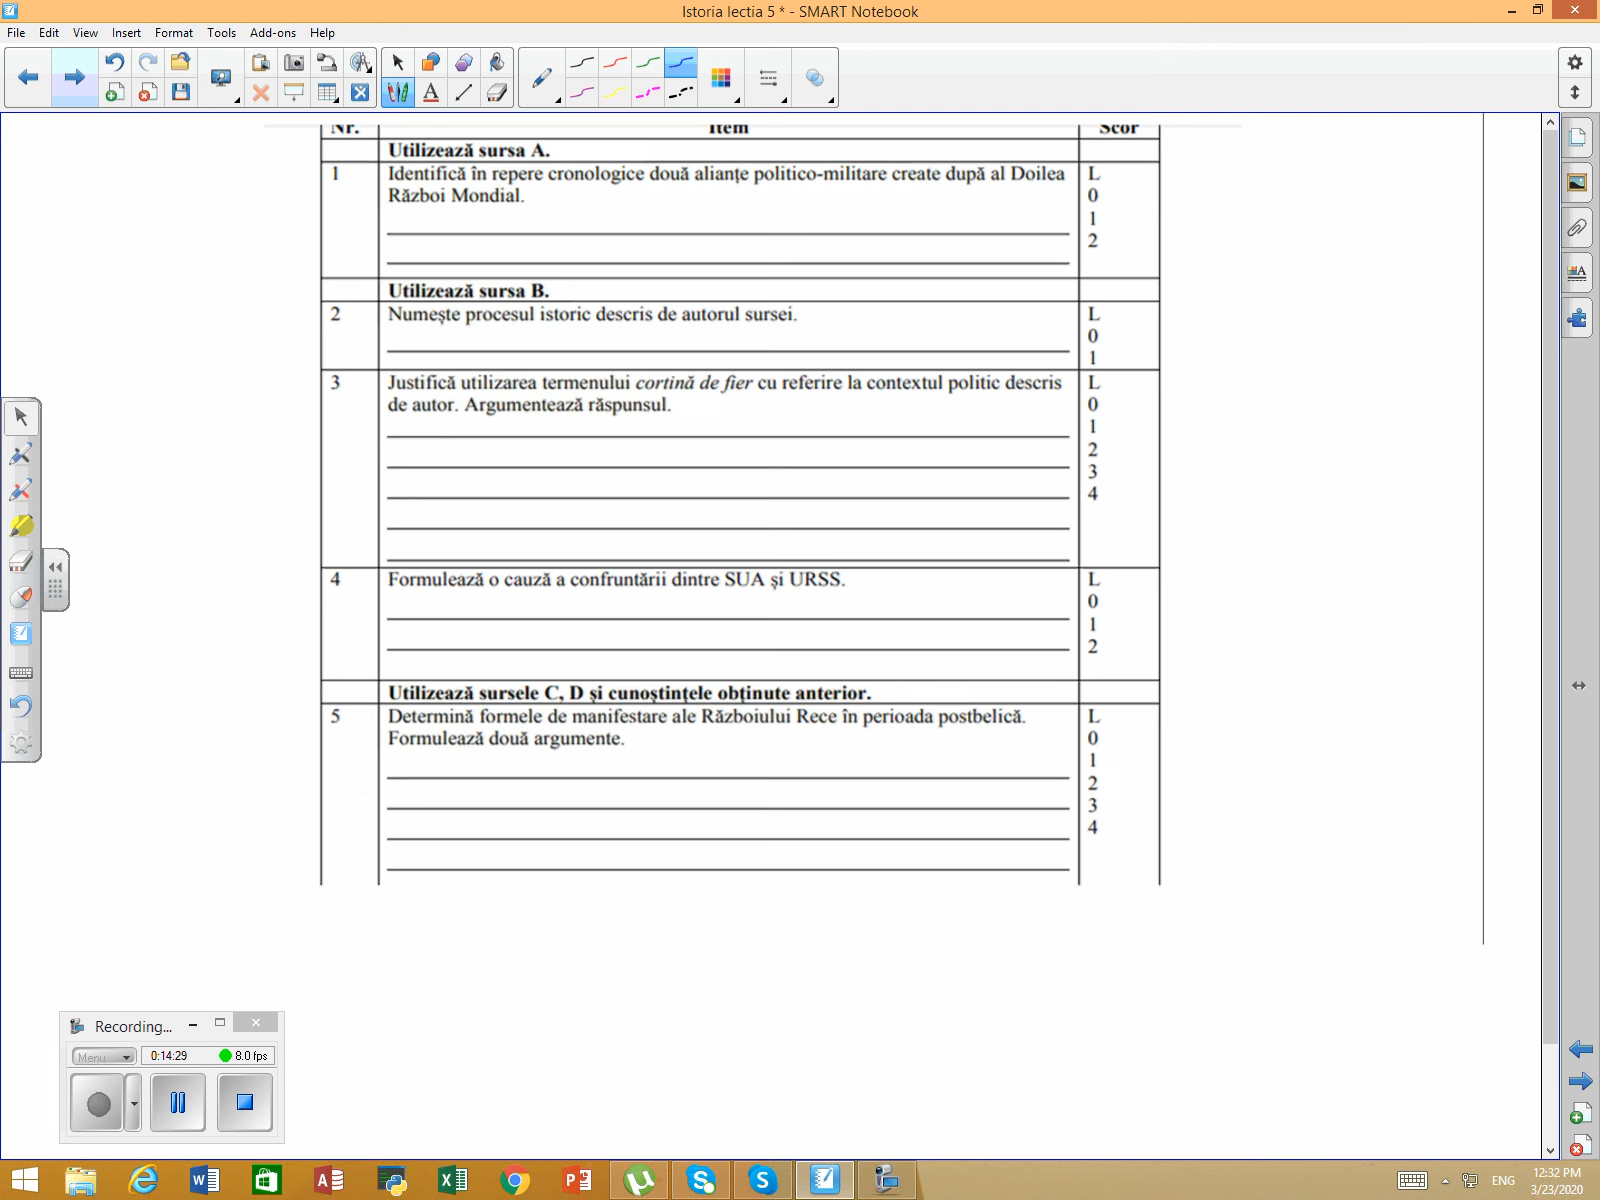 Istoria lectia 5 * - SMART Notebook
File Edit View Insert Format Tools Add-ons Help
Nr. Item Scor
Utilizează sursa A.
1 Identifică în repere cronologice două alianțe politico-militare create după al Doilea L
Război Mondial. 0
1
2
Utilizează sursa B.
2 Numește procesul istoric descris de autorul sursei. L
0
1
3 Justifică utilizarea termenului cortină de fier cu referire la contextul politic descris L
de autor. Argumentează răspunsul. 0
1
2
3
4
4 Formulează o cauză a confruntării dintre SUA și URSS. L
0
1
2
Utilizează sursele C, D și cunoștințele obținute anterior.
5 Determină formele de manifestare ale Războiului Rece în perioada postbelică. L
Formulează două argumente. 0
1
2
3
4
Recording...
Menu 0:14:29 8.0 fps
ENG 12:32 PM
3/23/2020